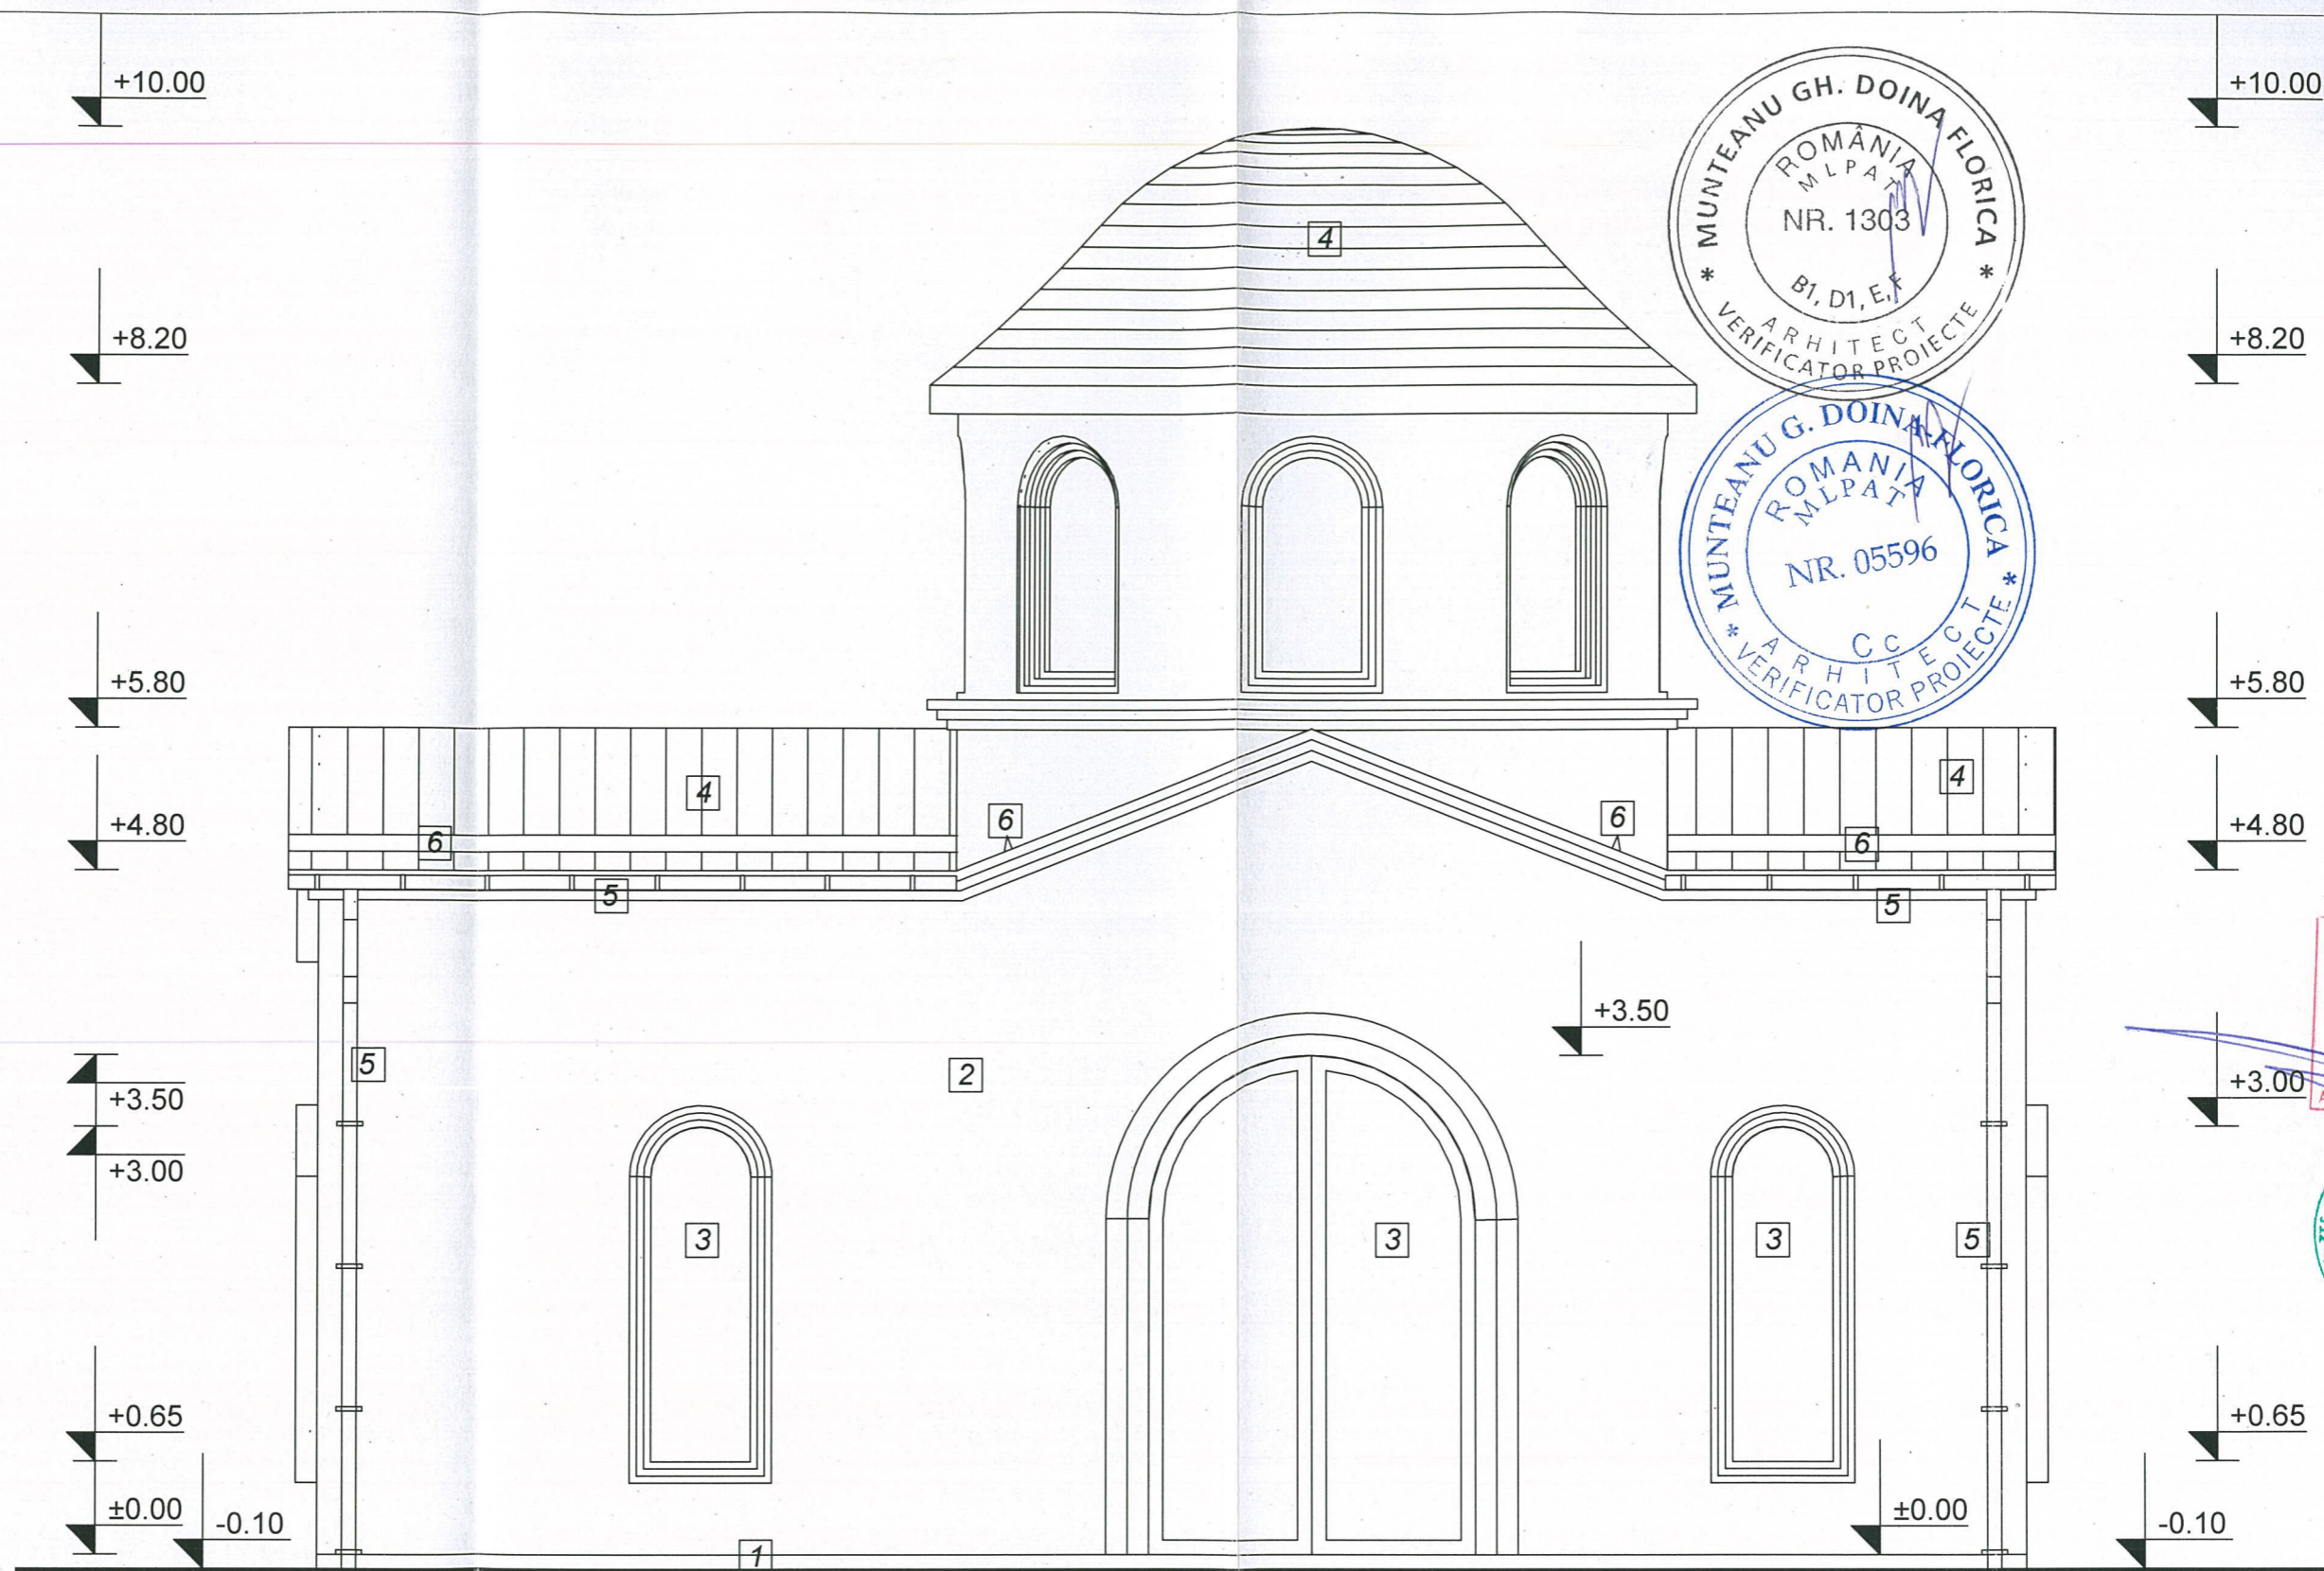 +10.00
+10.00
MUNTEANU GH. DOINA FLORICA
ROMÂNIA
MLPAT
NR. 1303
B1, D1, E, F
ARHITECT
* VERIFICATOR PROIECTE *
4
+8.20
+8.20
MUNTEANU G. DOINA-FLORICA
ROMANIA
MLPAT
NR. 05596
Cc
ARHITECT
* VERIFICATOR PROIECTE *
+5.80
+5.80
4
4
+4.80
6
6
6
6
+4.80
5
5
+3.50
5
2
+3.50
+3.00
+3.00
3
3
3
5
+0.65
+0.65
±0.00
-0.10
±0.00
-0.10
1